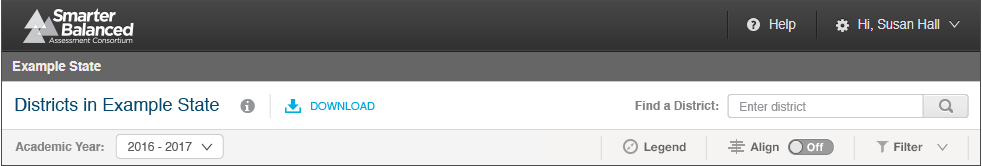 Smarter
Balanced
Assessment Consortium
Help
Hi, Susan Hall
Example State
Districts in Example State
DOWNLOAD
Find a District:
Enter district
Academic Year:
2016 - 2017
Legend
Align
Off
Filter